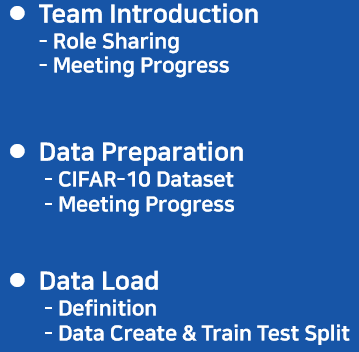 ● Team Introduction
- Role Sharing
- Meeting Progress
● Data Preparation
- CIFAR-10 Dataset
- Meeting Progress
● Data Load
- Definition
- Data Create & Train Test Split